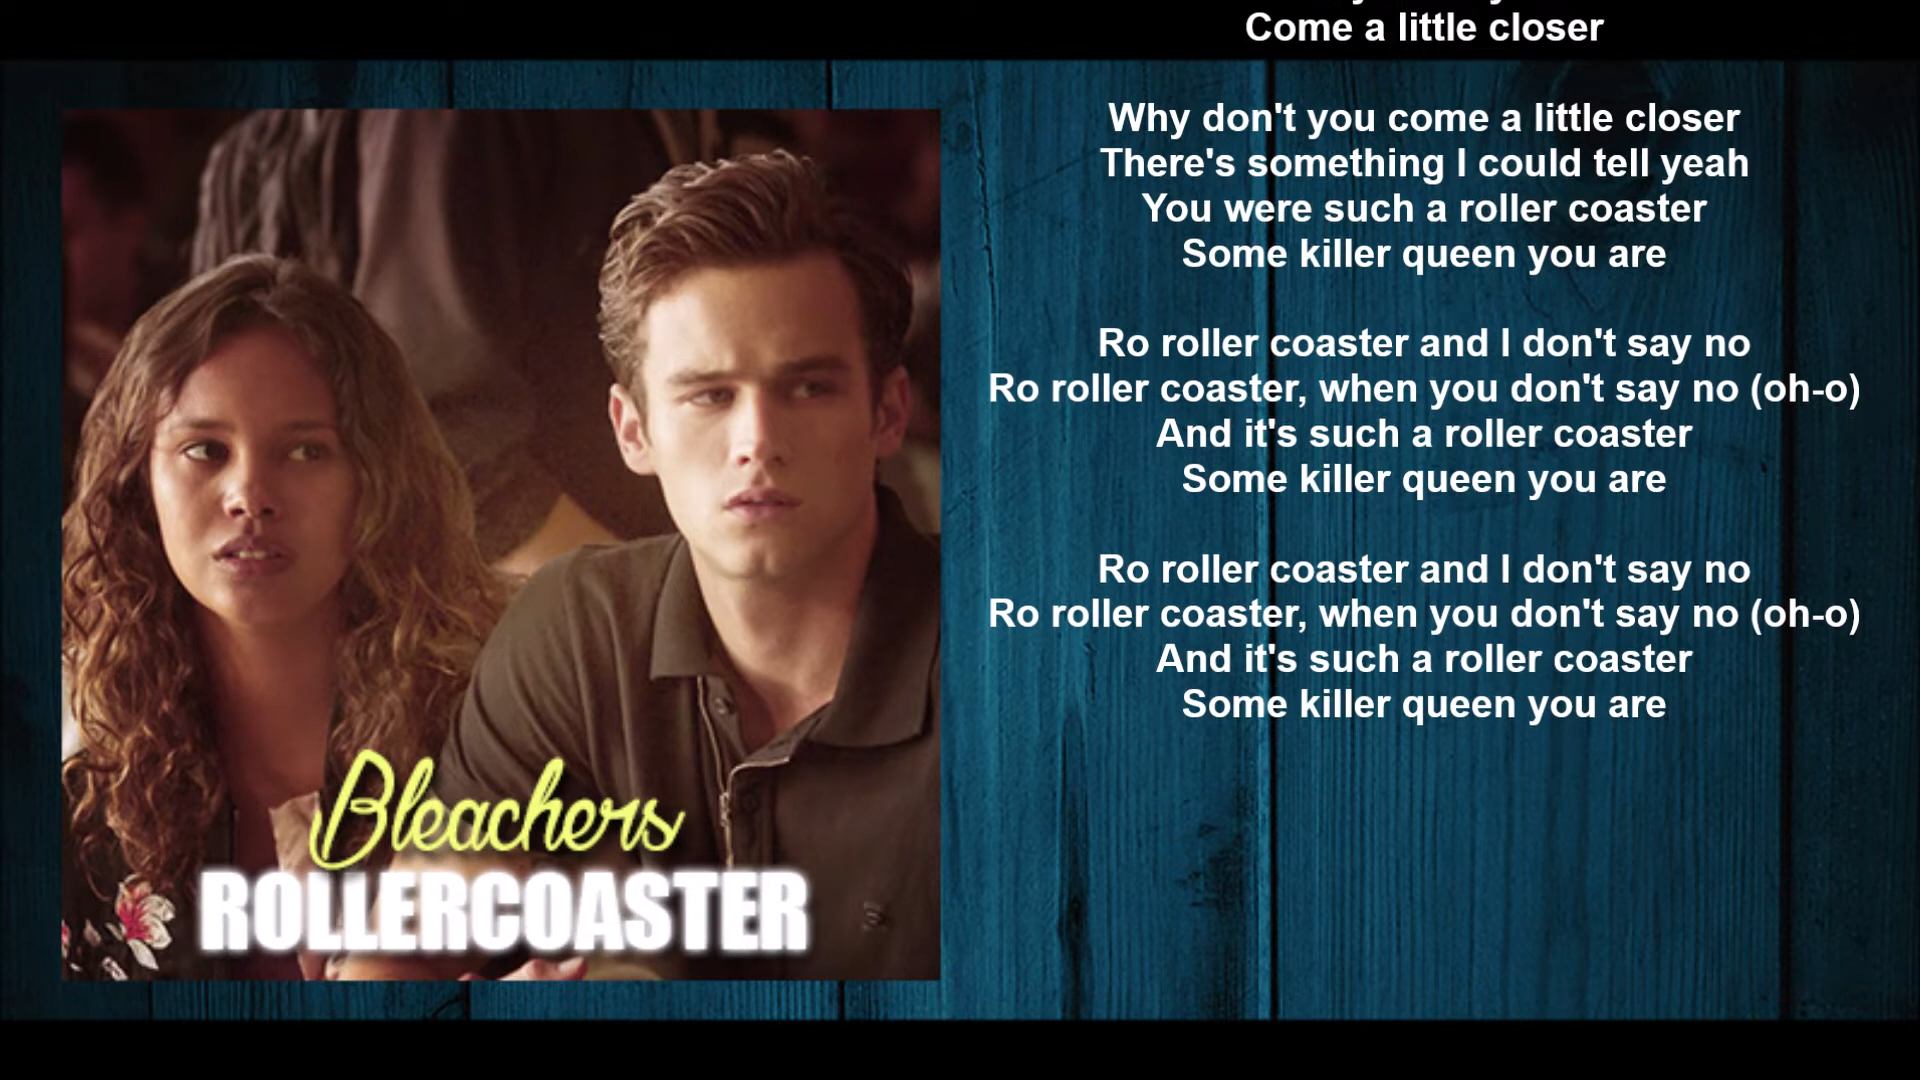 Come a little closer
Why don't you come a little closer
There's something I could tell yeah
You were such a roller coaster
Some killer queen you are
Ro roller coaster and I don't say no
Ro roller coaster, when you don't say no (oh-o)
And it's such a roller coaster
Some killer queen you are
Ro roller coaster and I don't say no
Ro roller coaster, when you don't say no (oh-o)
And it's such a roller coaster
Some killer queen you are
Bleachers
ROLLERCOASTER